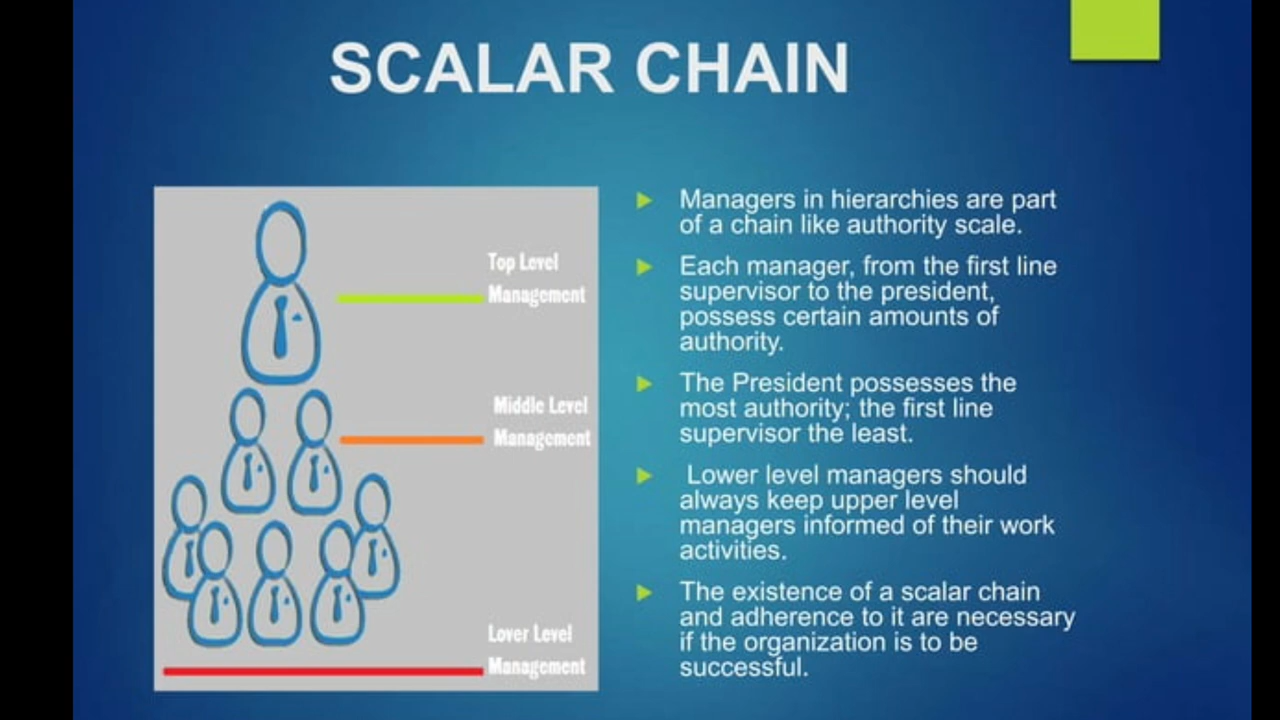 SCALAR CHAIN
Top Level
Management
Middle Level
Management
Lover Level
Management
Managers in hierarchies are part
of a chain like authority scale.
Each manager, from the first line
supervisor to the president,
possess certain amounts of
authority.
The President possesses the
most authority; the first line
supervisor the least.
Lower level managers should
always keep upper level
managers informed of their work
activities.
The existence of a scalar chain
and adherence to it are necessary
if the organization is to be
successful.